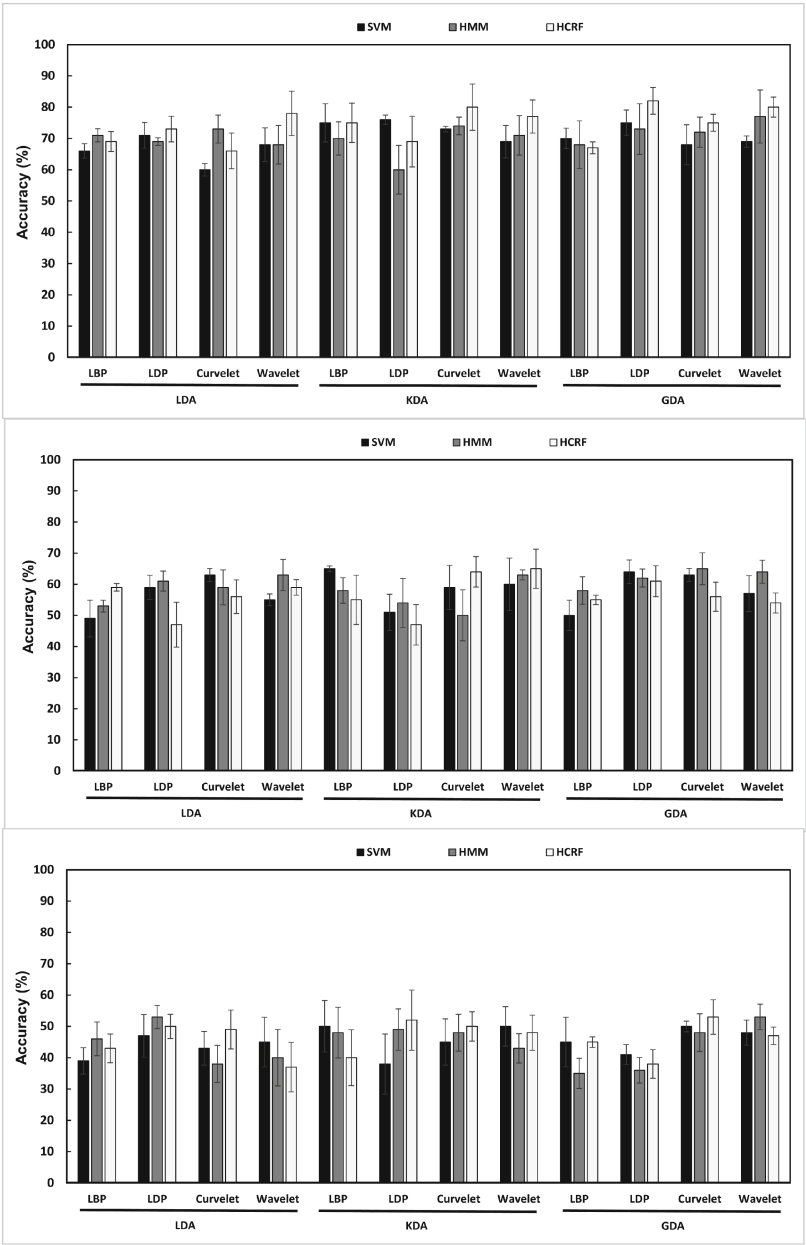 SVM HMM HCRF
100
90
80
70
60
50
40
30
20
10
0
Accuracy (%)
LBP LDP Curvelet Wavelet LBP LDP Curvelet Wavelet LBP LDP Curvelet Wavelet
LDA KDA GDA
SVM HMM HCRF
100
90
80
70
60
50
40
30
20
10
0
Accuracy (%)
LBP LDP Curvelet Wavelet LBP LDP Curvelet Wavelet LBP LDP Curvelet Wavelet
LDA KDA GDA
SVM HMM HCRF
100
90
80
70
60
50
40
30
20
10
0
Accuracy (%)
LBP LDP Curvelet Wavelet LBP LDP Curvelet Wavelet LBP LDP Curvelet Wavelet
LDA KDA GDA